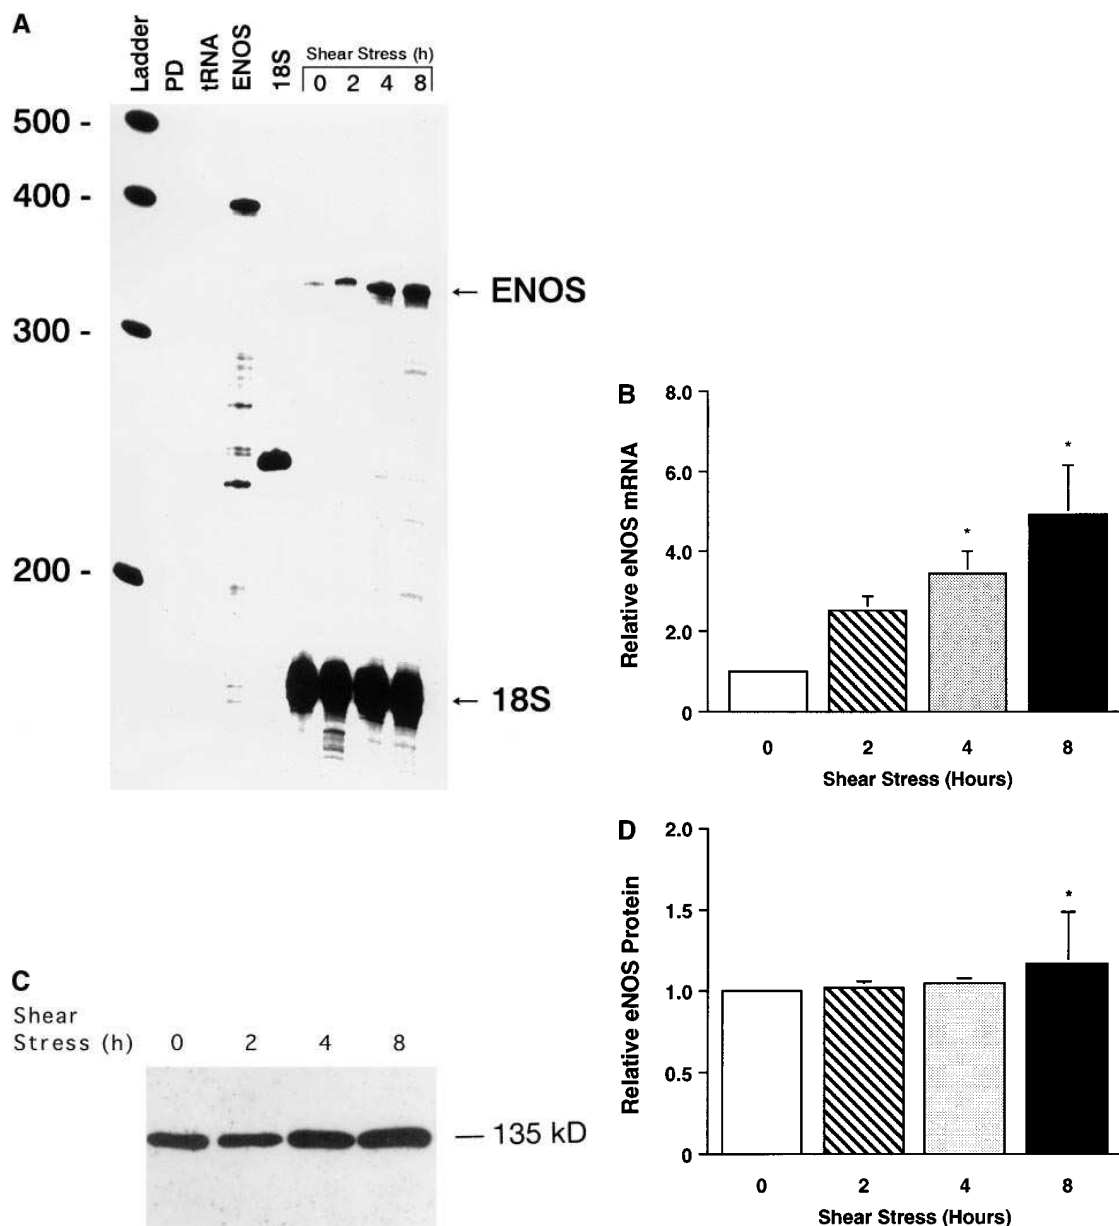 A
Ladder
PD
tRNA
ENOS
18S
Shear Stress (h)
0 2 4 8
500 -
400 -
300 -
200 -
← ENOS
← 18S
B
Relative eNOS mRNA
8.0
6.0
4.0
2.0
0
*
*
0 2 4 8
Shear Stress (Hours)
C
Shear
Stress (h) 0 2 4 8
— 135 kD
D
Relative eNOS Protein
2.0
1.5
1.0
0.5
0
*
0 2 4 8
Shear Stress (Hours)